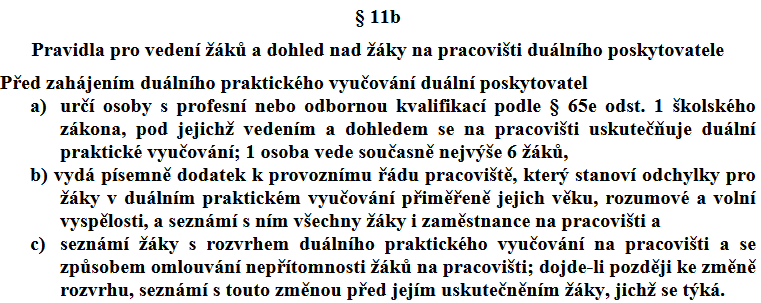 § 11b
Pravidla pro vedení žáků a dohled nad žáky na pracovišti duálního poskytovatele
Před zahájením duálního praktického vyučování duální poskytovatel
a) určí osoby s profesní nebo odbornou kvalifikací podle § 65e odst. 1 školského
zákona, pod jejichž vedením a dohledem se na pracovišti uskutečňuje duální
praktické vyučování; 1 osoba vede současně nejvýše 6 žáků,
b) vydá písemně dodatek k provoznímu řádu pracoviště, který stanoví odchylky pro
žáky v duálním praktickém vyučování přiměřeně jejich věku, rozumové a volní
vyspělosti, a seznámí s ním všechny žáky i zaměstnance na pracovišti a
c) seznámí žáky s rozvrhem duálního praktického vyučování na pracovišti a se
způsobem omlouvání nepřítomnosti žáků na pracovišti; dojde-li později ke změně
rozvrhu, seznámí s touto změnou před jejím uskutečněním žáky, jichž se týká.